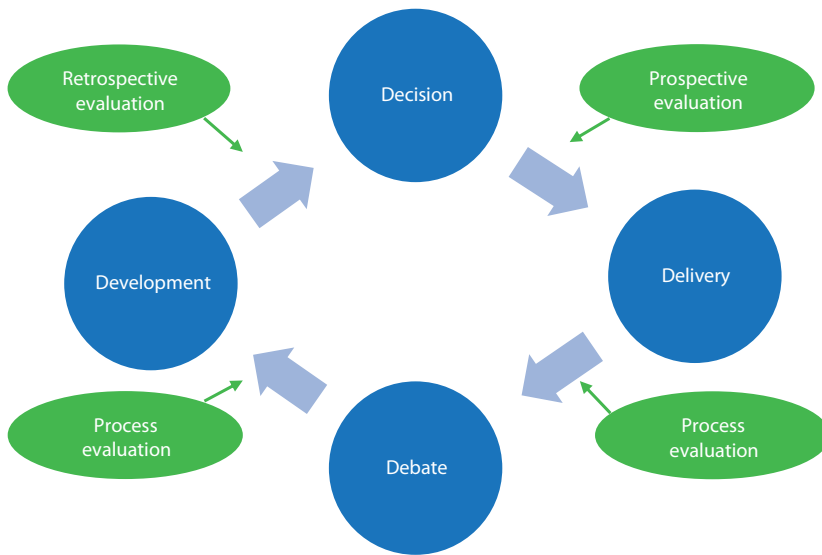 Retrospective
evaluation
Decision
Prospective
evaluation
Development
Delivery
Process
evaluation
Debate
Process
evaluation